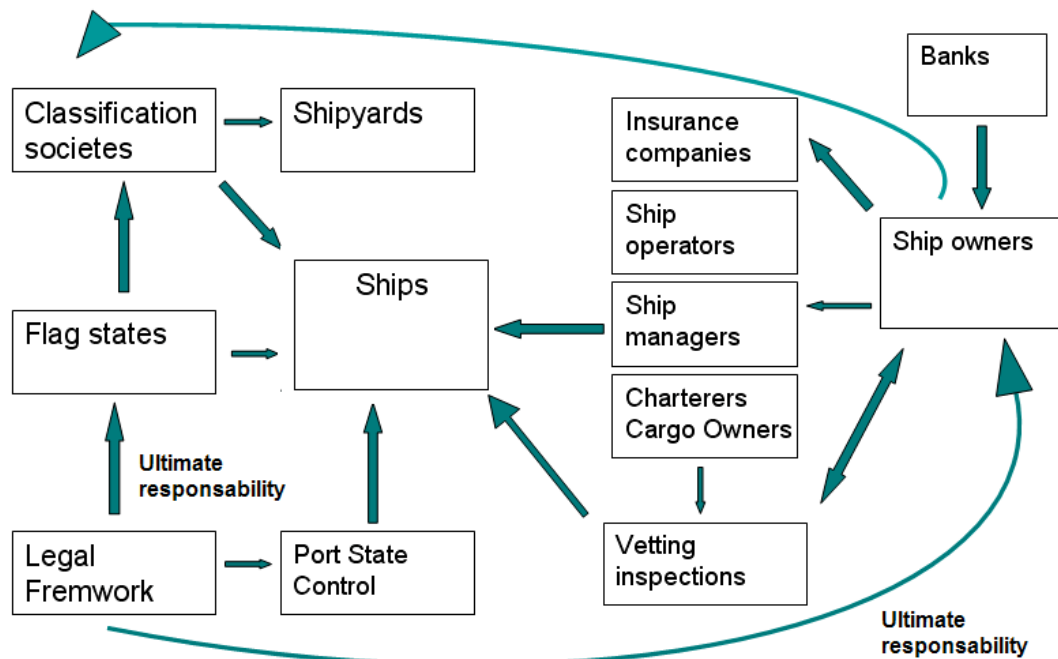 Banks
Classification
societes
Shipyards
Insurance
companies
Ship
operators
Ship owners
Ships
Flag states
Ship
managers
Charterers
Cargo Owners
Ultimate
responsability
Legal
Fremwork
Port State
Control
Vetting
inspections
Ultimate
responsability